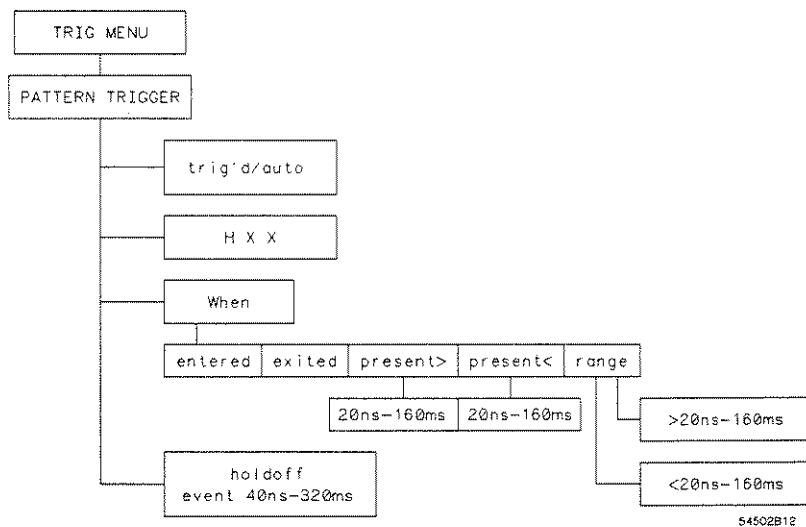 TRIG MENU
PATTERN TRIGGER
trig'd/auto
H X X
When
entered exited present> present< range
20ns-160ms 20ns-160ms
>20ns-160ms
<20ns-160ms
holdoff
event 40ns-320ms
54502B12